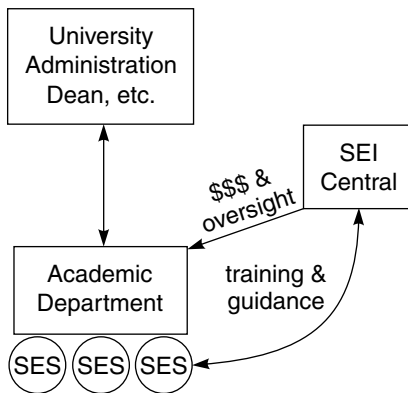 University
Administration
Dean, etc.
$$$ &
oversight
SEI
Central
Academic
Department
training &
guidance
SES SES SES